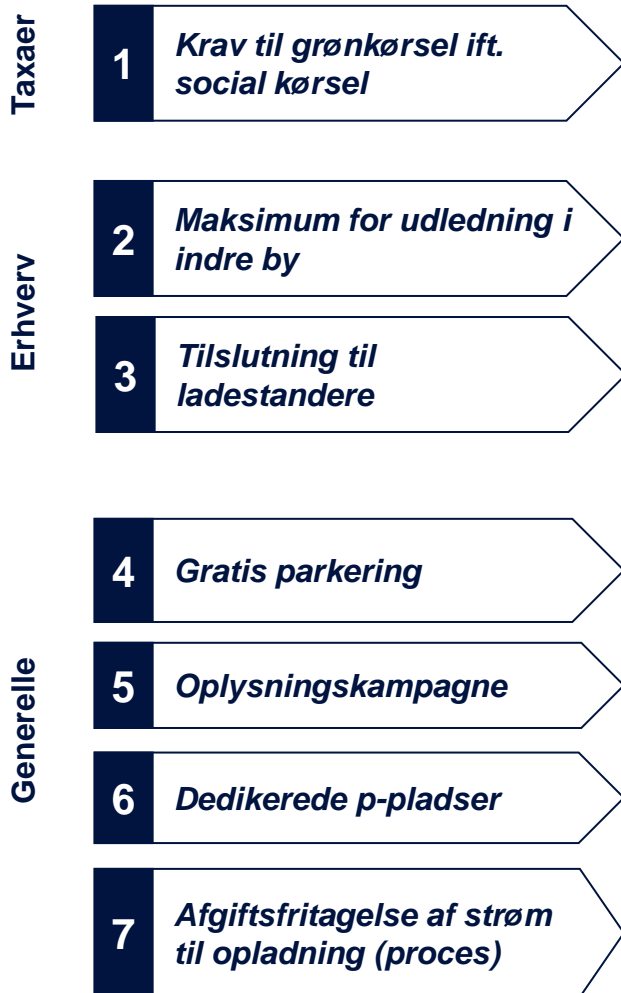 Taxaer
1
Krav til grønkørsel ift.
social kørsel
Erhverv
2
Maksimum for udledning i
indre by
3
Tilslutning til
ladestandere
Generelle
4
Gratis parkering
5
Oplysningskampagne
6
Dedikerede p-pladser
7
Afgiftsfritagelse af strøm
til opladning (proces)